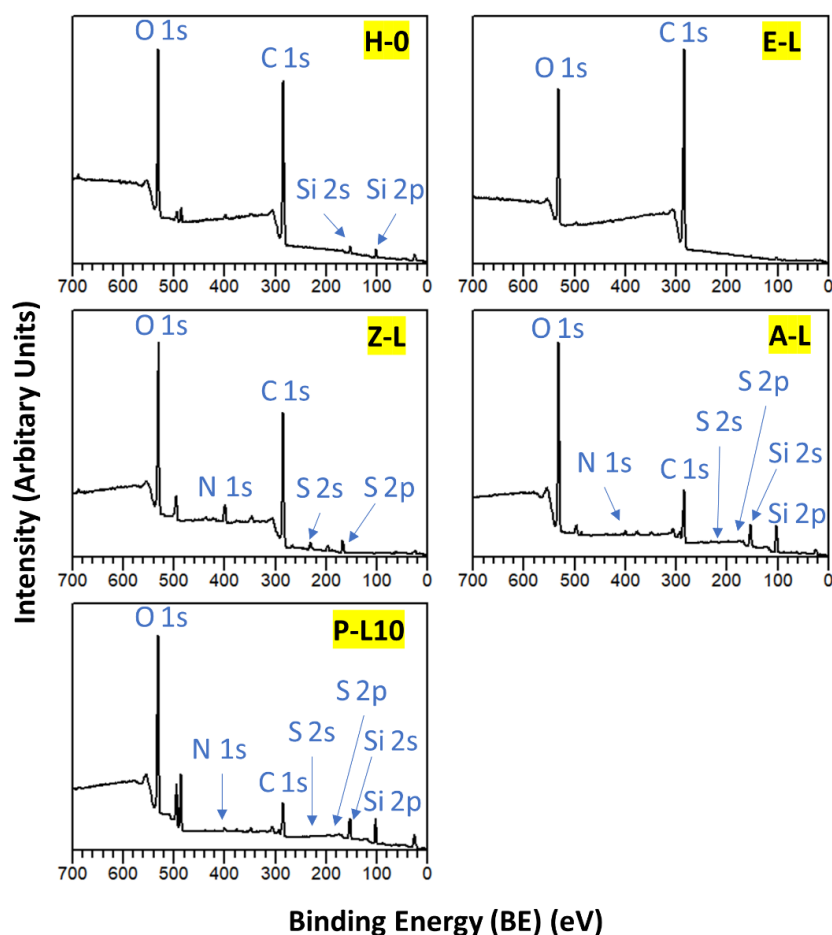 O 1s
H-0
C 1s
Si 2s
Si 2p
700 600 500 400 300 200 100 0
C 1s
E-L
O 1s
700 600 500 400 300 200 100 0
O 1s
Z-L
C 1s
N 1s
S 2s
S 2p
700 600 500 400 300 200 100 0
O 1s
A-L
S 2p
S 2s
N 1s
C 1s
Si 2s
Si 2p
700 600 500 400 300 200 100 0
O 1s
P-L10
S 2p
S 2s
Si 2s
N 1s
C 1s
Si 2p
700 600 500 400 300 200 100 0
Intensity (Arbitary Units)
Binding Energy (BE) (eV)